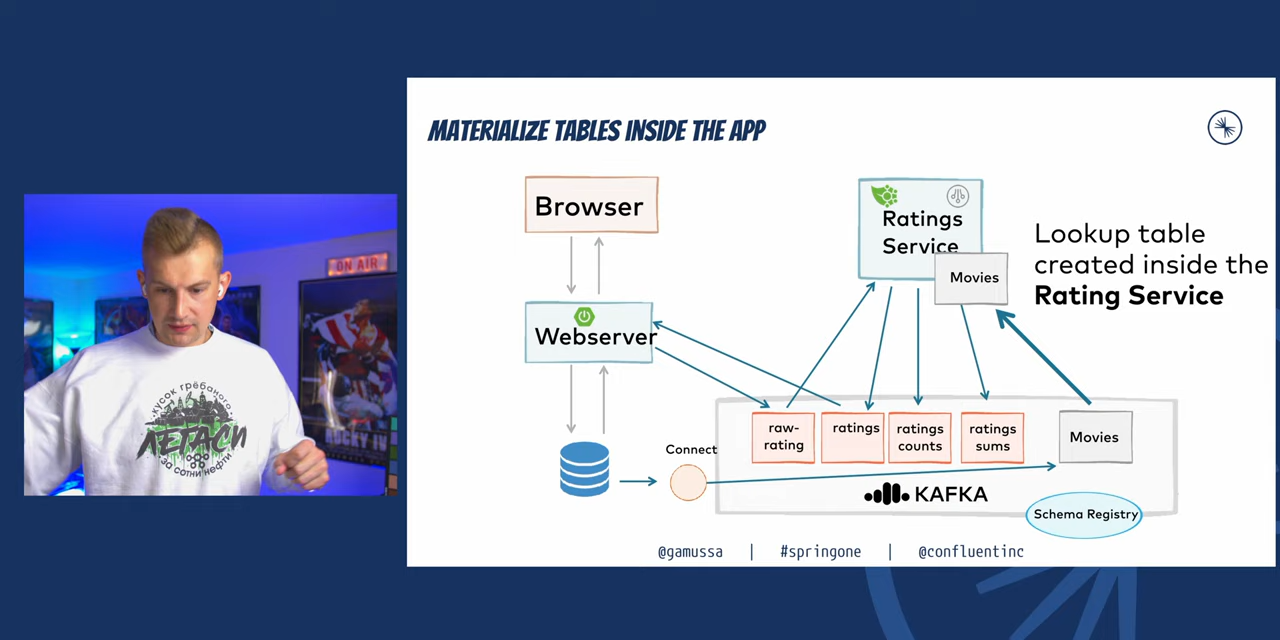 MATERIALIZE TABLES INSIDE THE APP
Browser
Webserver
Ratings
Service
Movies
Lookup table
created inside the
Rating Service
raw-
rating
ratings
ratings
counts
ratings
sums
Movies
Connect
KAFKA
Schema Registry
@gamussa | #springone | @confluentinc
ON AIR
ROCKY IV
кусок грёбаного
ЛЕГАСИ
за сотни нефти